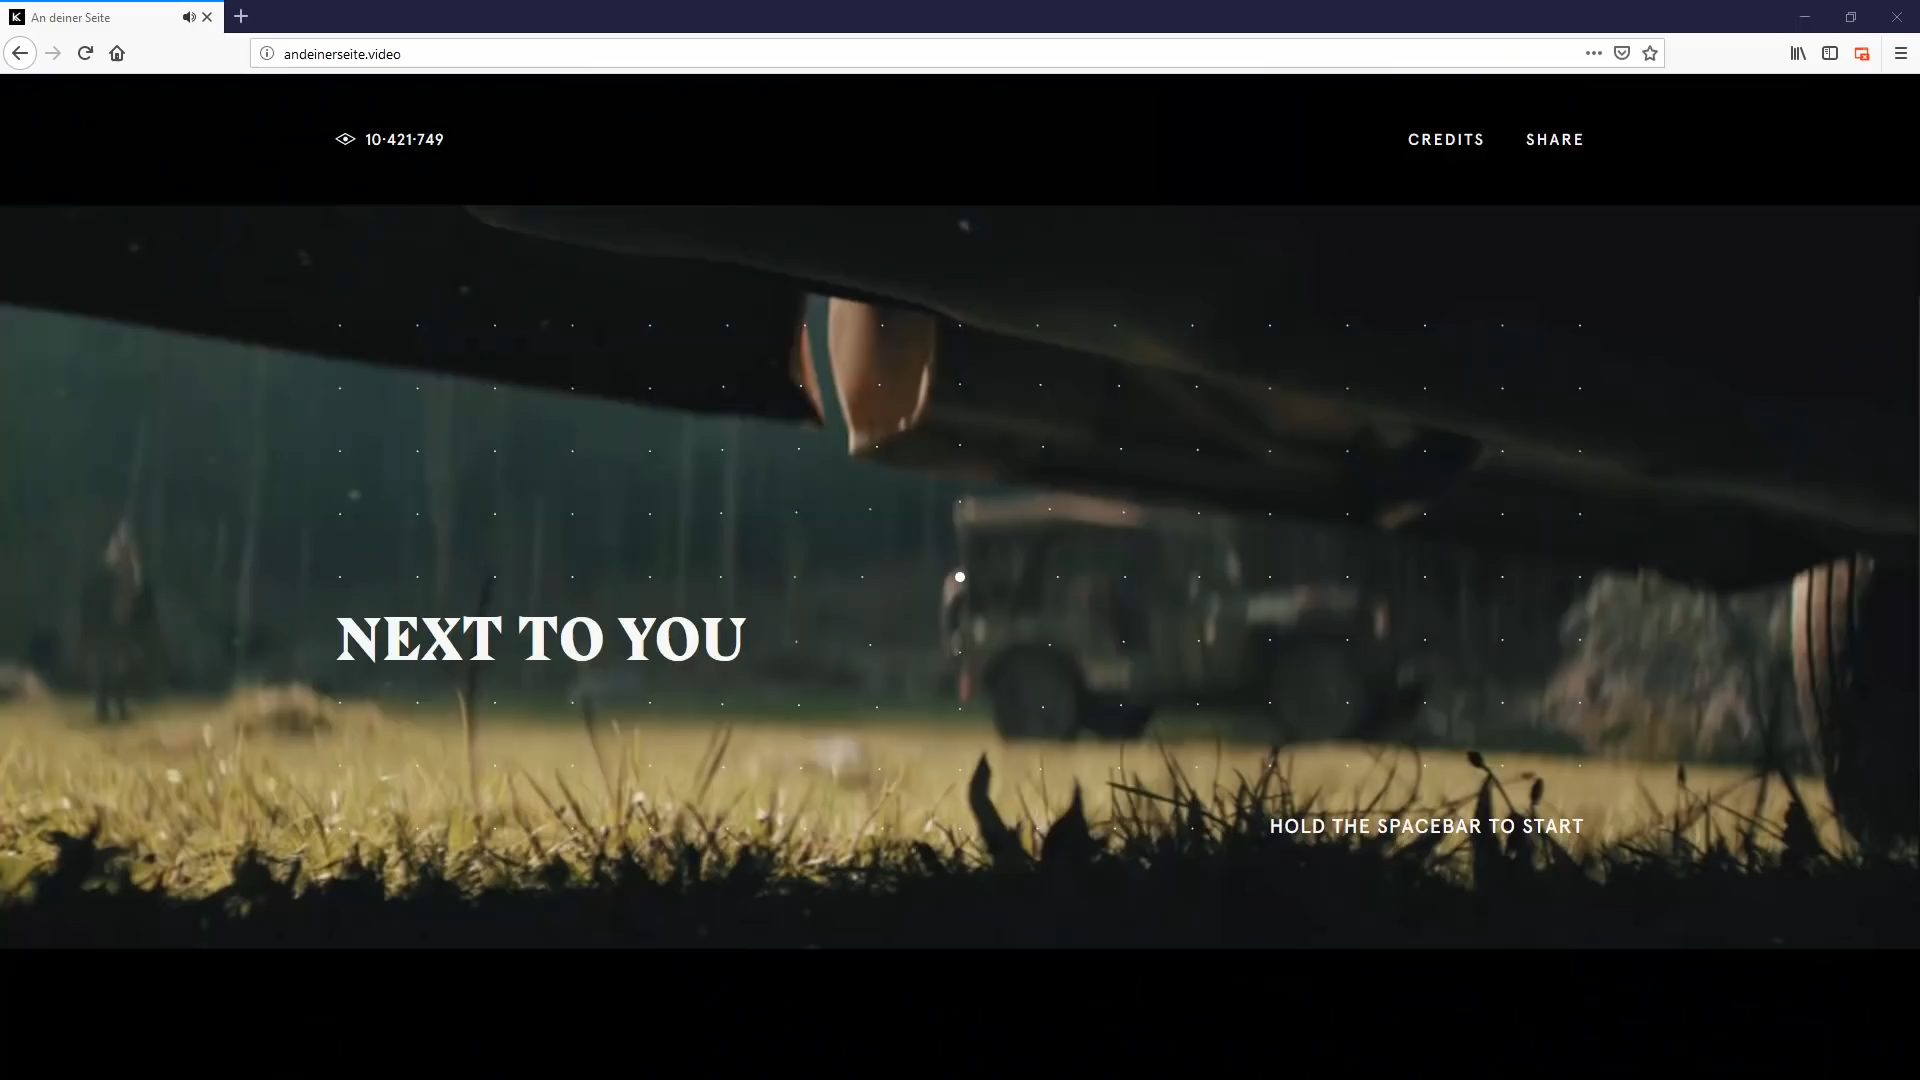 An deiner Seite
andeinerseite.video
10·421·749
CREDITS SHARE
NEXT TO YOU
HOLD THE SPACEBAR TO START